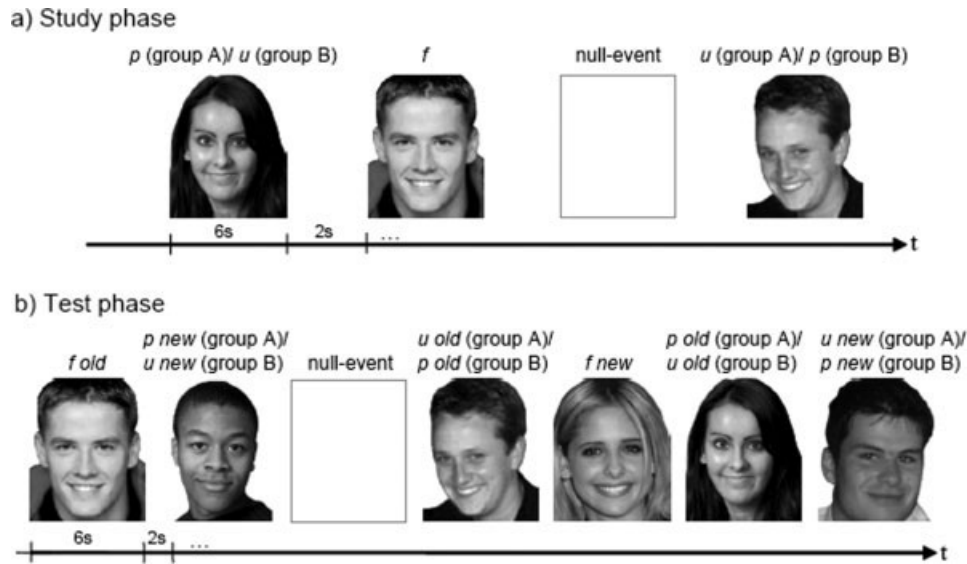 a) Study phase
p (group A)/ u (group B)
f
null-event
u (group A)/ p (group B)
6s
2s
...
t
b) Test phase
f old
p new (group A)/
u new (group B)
null-event
u old (group A)/
p old (group B)
f new
p old (group A)/
u old (group B)
u new (group A)/
p new (group B)
6s
2s
...
t